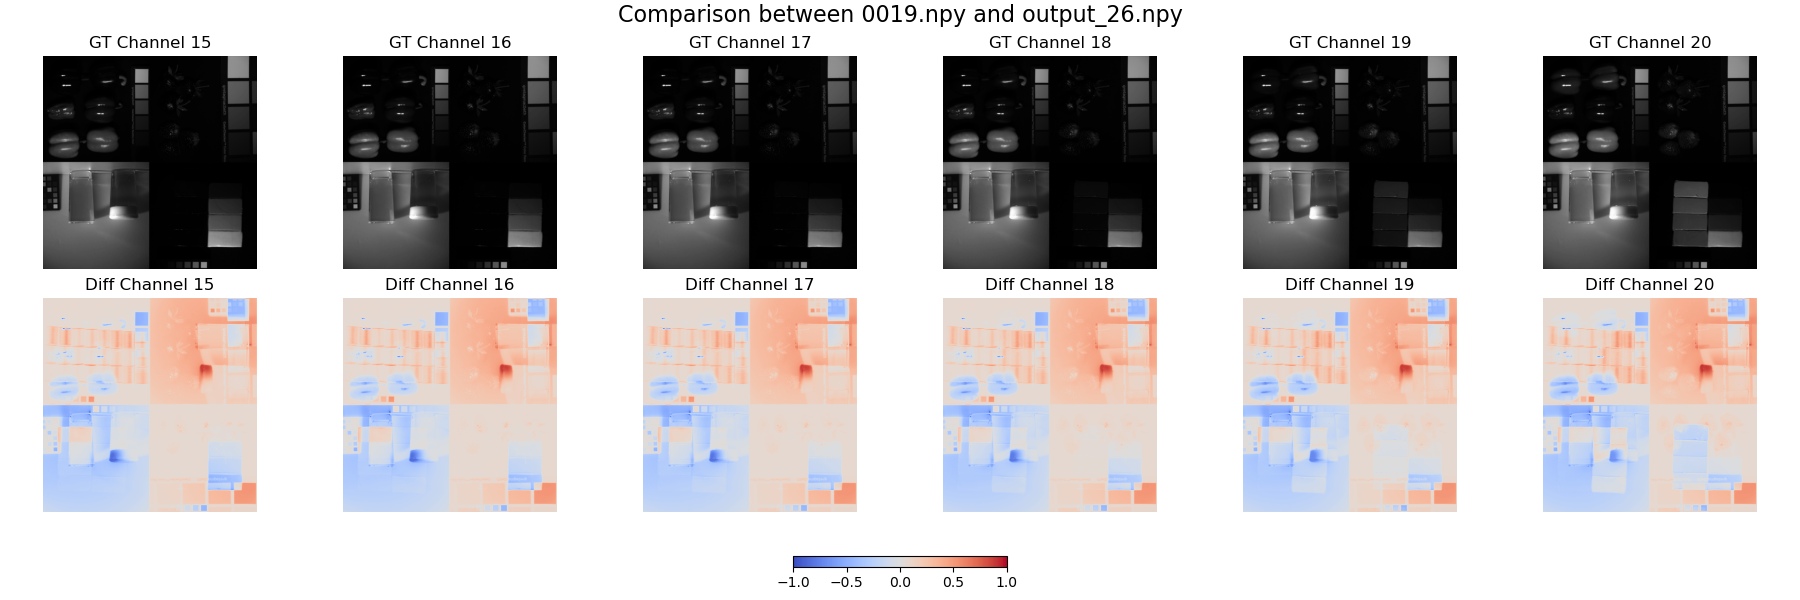 Comparison between 0019.npy and output_26.npy
GT Channel 15
GT Channel 16
GT Channel 17
GT Channel 18
GT Channel 19
GT Channel 20
Diff Channel 15
Diff Channel 16
Diff Channel 17
Diff Channel 18
Diff Channel 19
Diff Channel 20
−1.0
−0.5
0.0
0.5
1.0